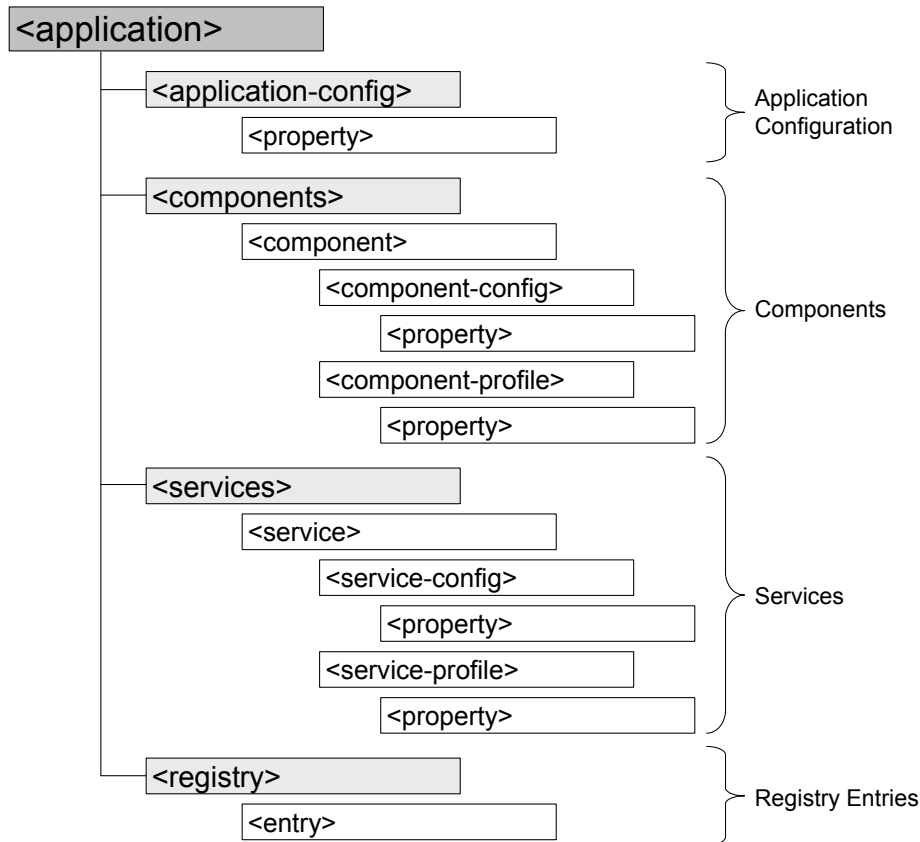 <application>
<application-config>
<property>
Application
Configuration
<components>
<component>
<component-config>
<property>
<component-profile>
<property>
Components
<services>
<service>
<service-config>
<property>
<service-profile>
<property>
Services
<registry>
<entry>
Registry Entries